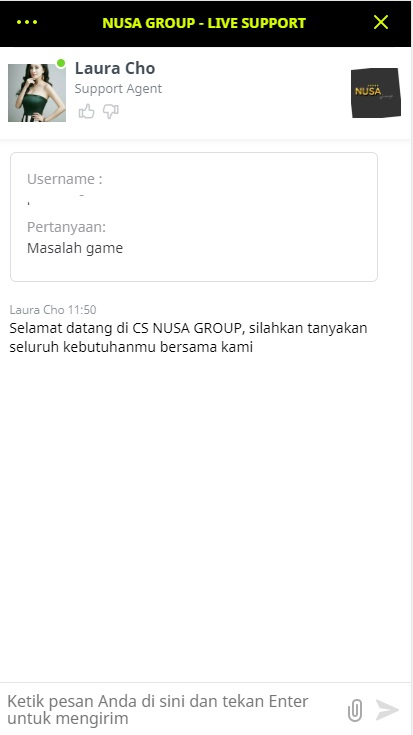 NUSA GROUP - LIVE SUPPORT
Laura Cho
Support Agent
NUSA
Username :
Pertanyaan:
Masalah game
Laura Cho 11:50
Selamat datang di CS NUSA GROUP, silahkan tanyakan
seluruh kebutuhanmu bersama kami
Ketik pesan Anda di sini dan tekan Enter
untuk mengirim